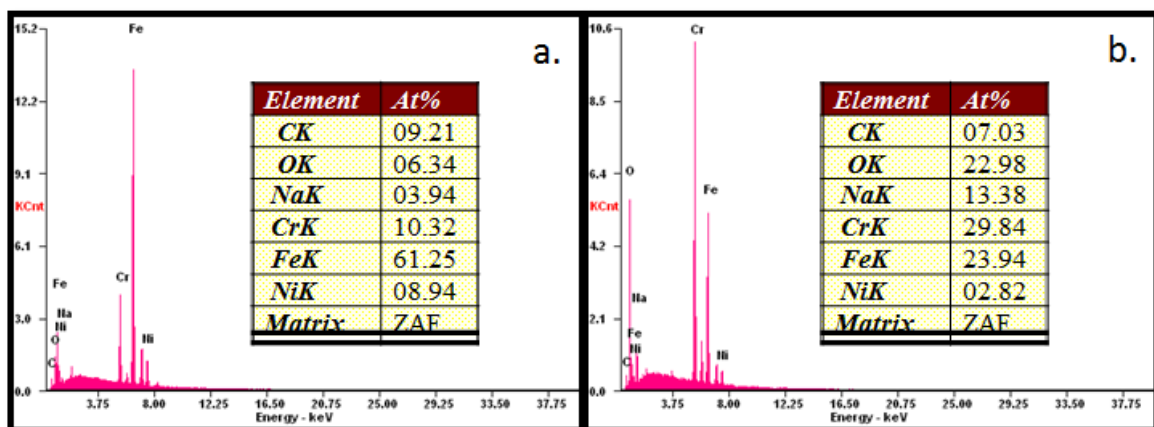 15.2
Fe
a.
12.2
Element At%
CK 09.21
OK 06.34
NaK 03.94
CrK 10.32
FeK 61.25
NiK 08.94
Matrix ZAF
9.1
KCnt
6.1
Fe
Cr
Na
Ni
3.0
O
Ni
C
0.0
3.75 8.00 12.25 16.50 20.75 25.00 29.25 33.50 37.75
Energy - keV
10.6
Cr
b.
8.5
Element At%
CK 07.03
OK 22.98
NaK 13.38
CrK 29.84
FeK 23.94
NiK 02.82
Matrix ZAF
6.4
O
Fe
KCnt
4.2
Na
2.1
Fe
Ni
Ni
C
0.0
3.75 8.00 12.25 16.50 20.75 25.00 29.25 33.50 37.75
Energy - keV